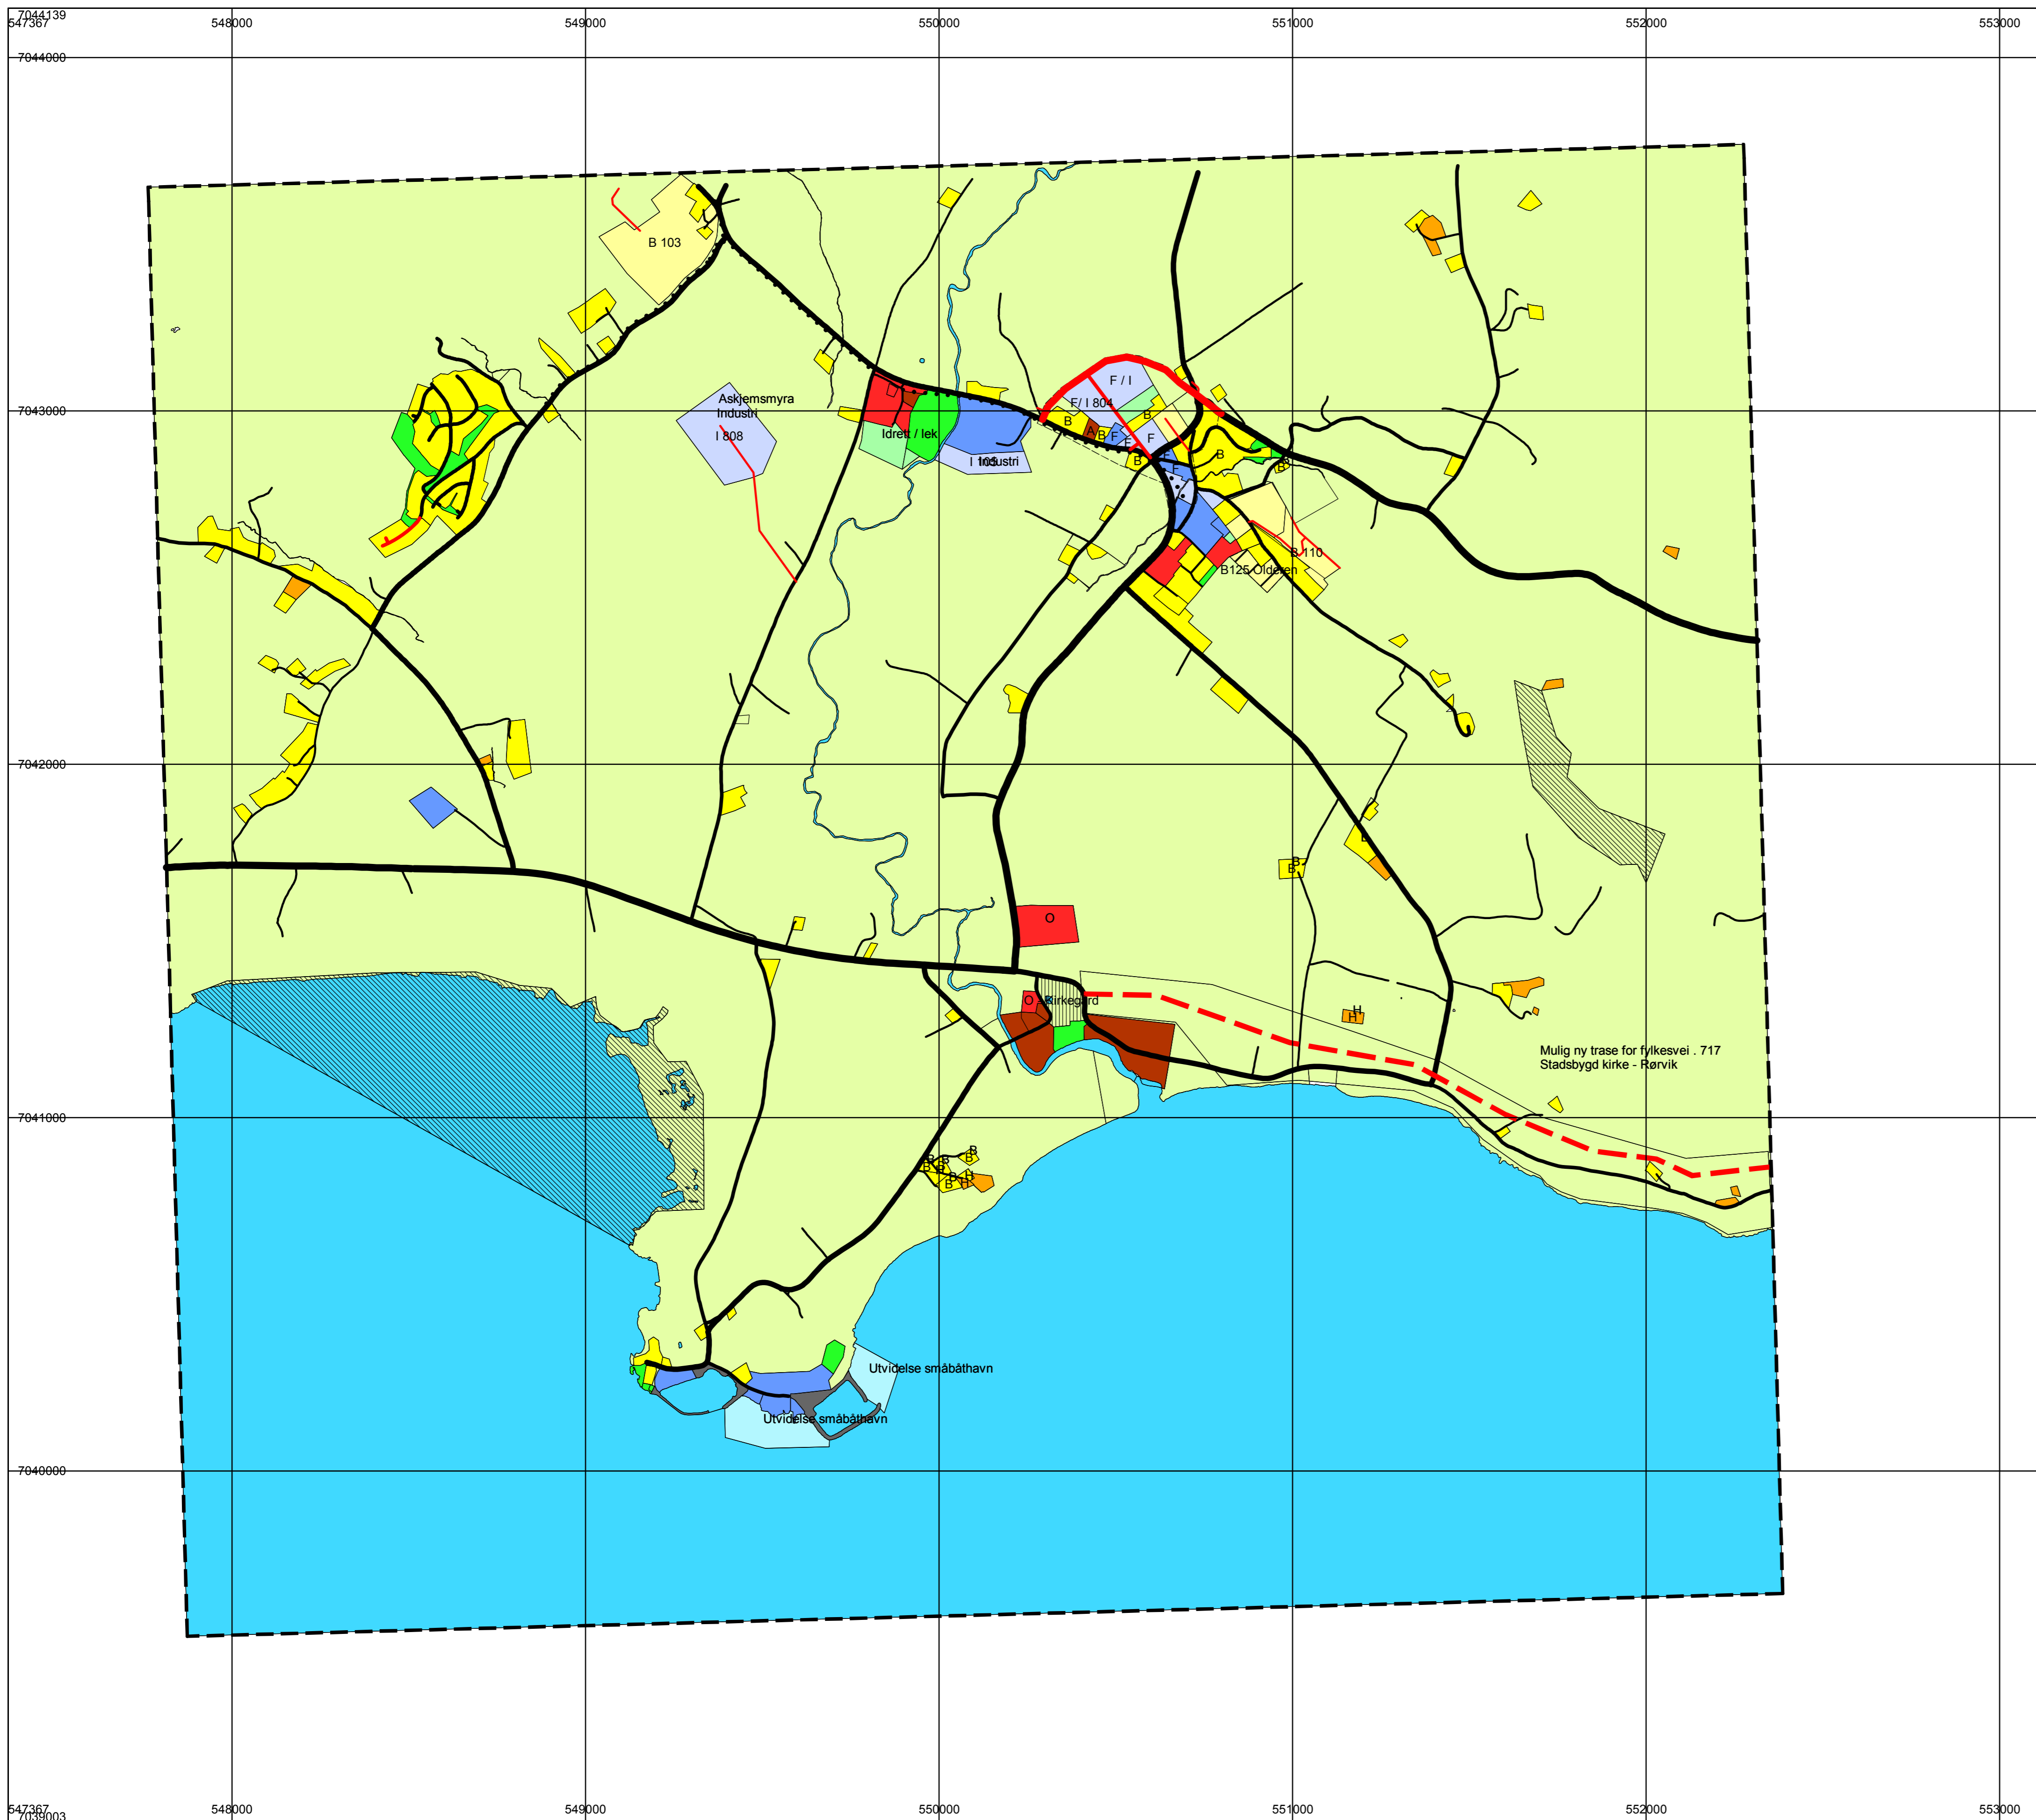 7044139
547367
548000
549000
550000
551000
552000
553000
7044000
B 103
F / I
Askjemsmyra
Industri
I 808
F/ I 804
7043000
B
B
A
B
F
F
F
B
Idrett / lek
Industri
B
F
F
B
B
B 110
B125 Olderen
7042000
B
B
B
O
O
Kirkegård
H
H
Mulig ny trase for fylkesvei . 717
Stadsbygd kirke - Rørvik
7041000
B
B
B
B
B
B
B
B
B
H
H
Utvidelse småbåthavn
Utvidelse småbåthavn
7040000
547367
7039003
548000
549000
550000
551000
552000
553000